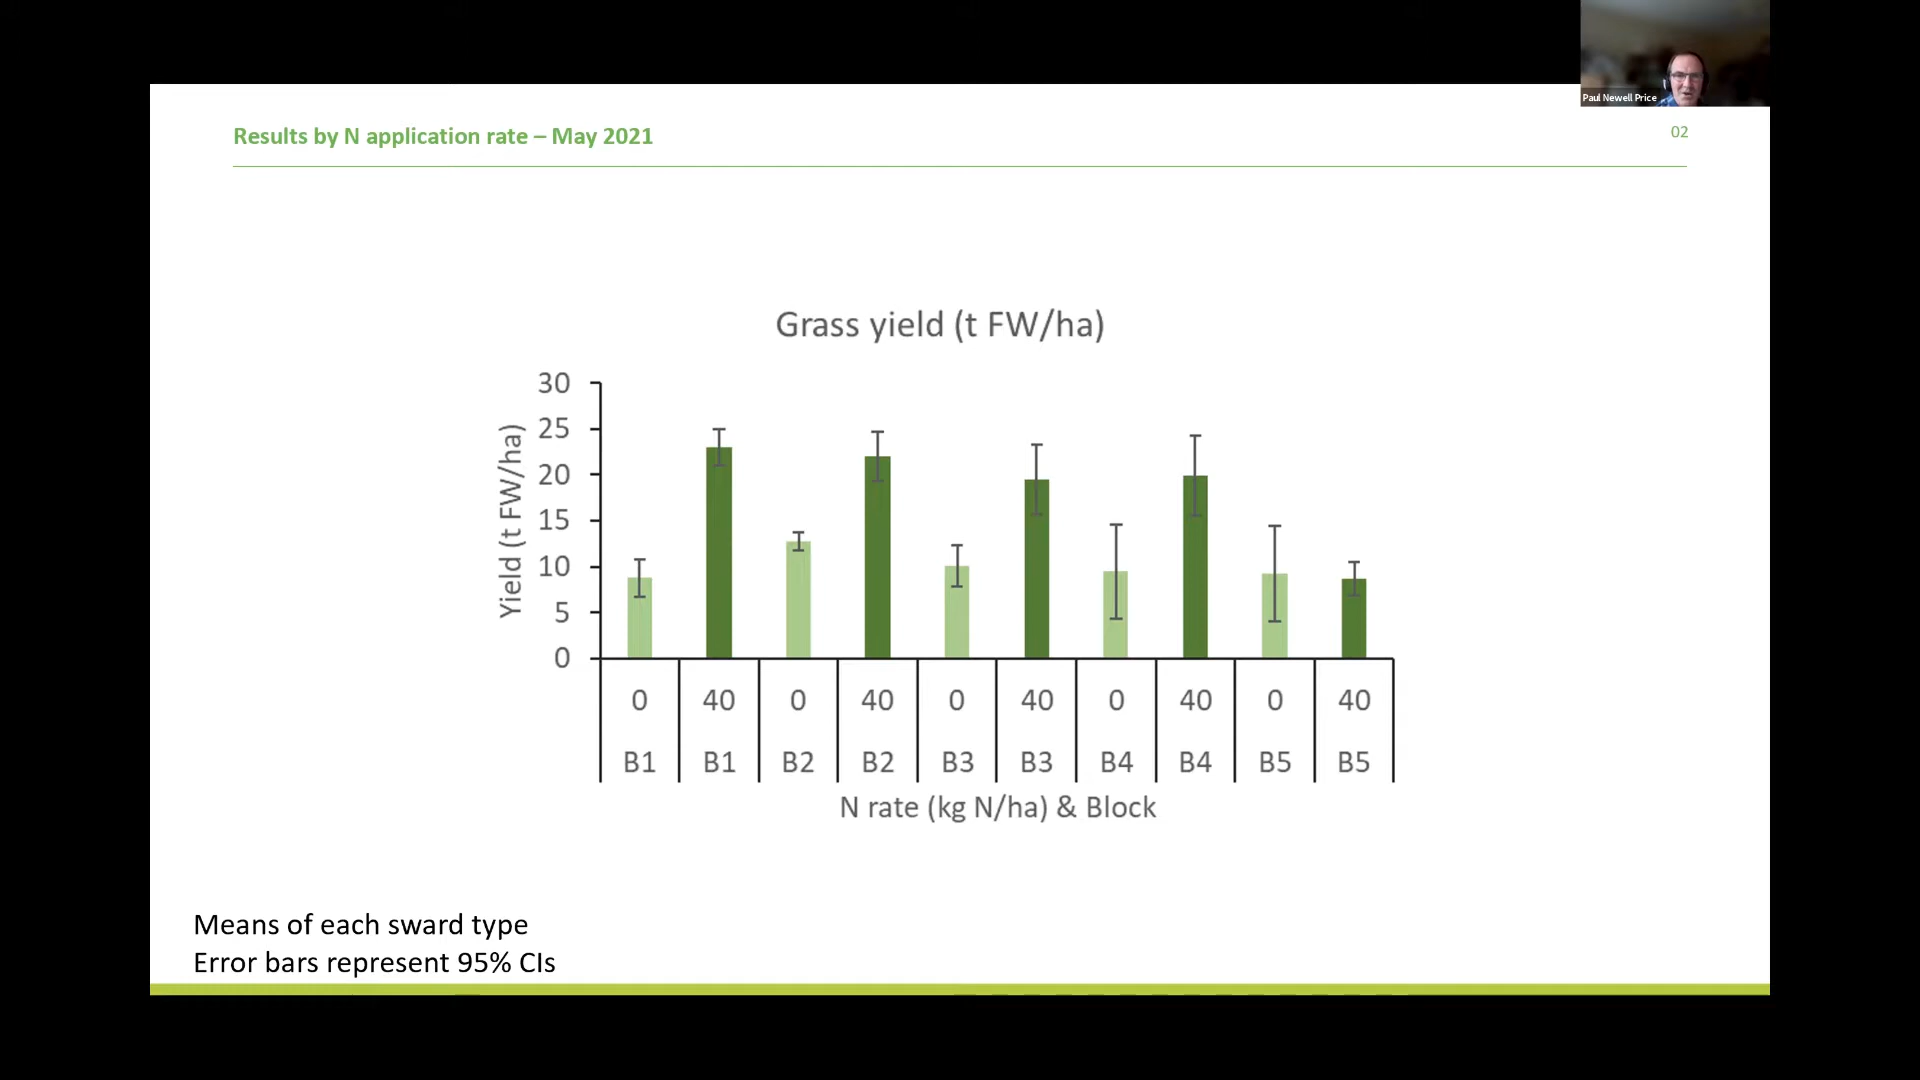 Paul Newell Price
Results by N application rate – May 2021
02
Grass yield (t FW/ha)
Yield (t FW/ha)
30
25
20
15
10
5
0
0 40 0 40 0 40 0 40 0 40
B1 B1 B2 B2 B3 B3 B4 B4 B5 B5
N rate (kg N/ha) & Block
Means of each sward type
Error bars represent 95% CIs